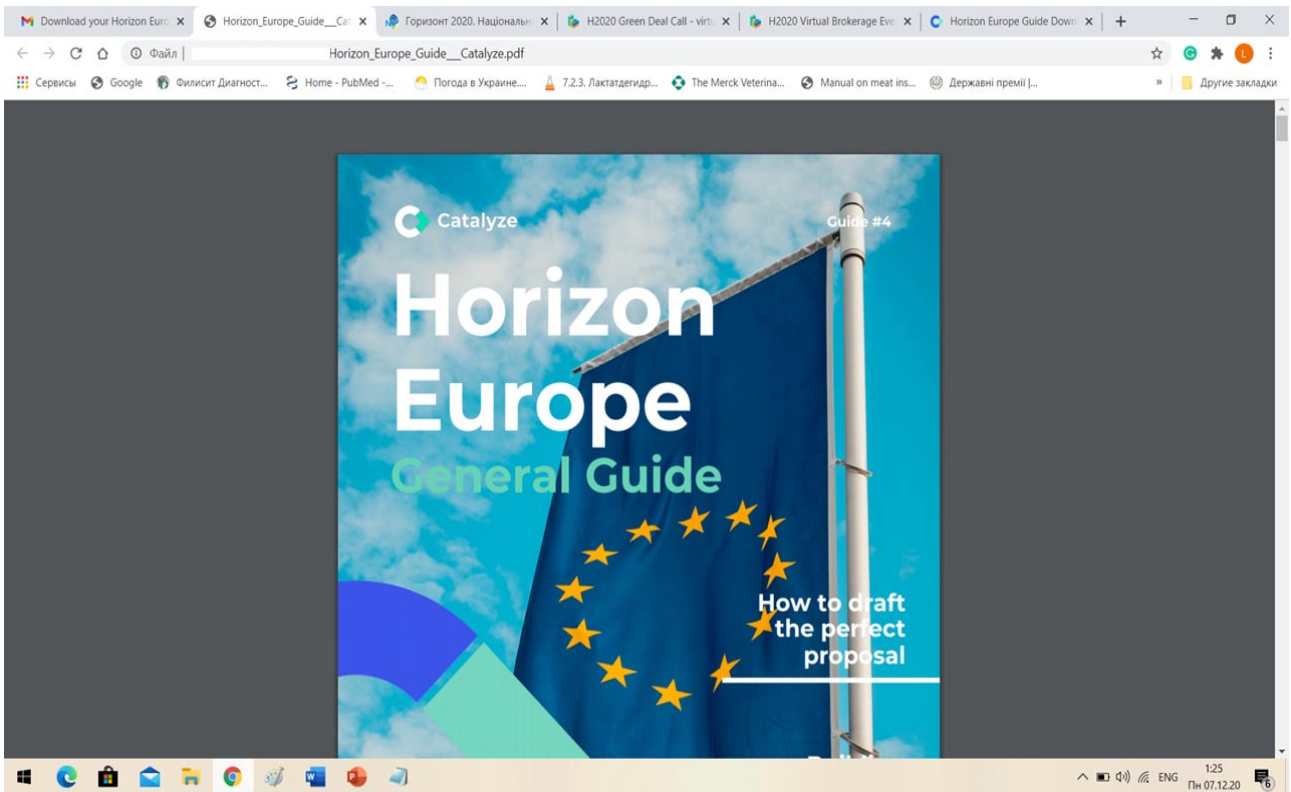 Download your Horizon Euro
Horizon_Europe_Guide__Cat
Горизонт 2020. Національн
H2020 Green Deal Call - virtu
H2020 Virtual Brokerage Eve
Horizon Europe Guide Down
Файл
Horizon_Europe_Guide__Catalyze.pdf
L
Сервисы
Google
Филисит Диагност...
Home - PubMed -...
Погода в Украине....
7.2.3. Лактатдегидр...
The Merck Veterina...
Manual on meat ins...
Державні премії |...
»
Другие закладки
Catalyze
Guide #4
Horizon
Europe
General Guide
How to draft
the perfect
proposal
ENG
1:25
Пн 07.12.20
6